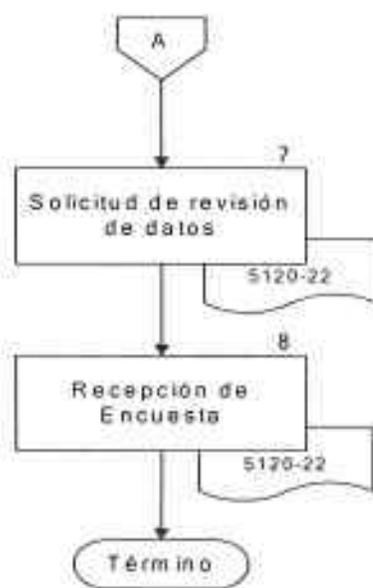 A
7
Solicitud de revisión
de datos
5120-22
8
Recepción de
Encuesta
5120-22
Término